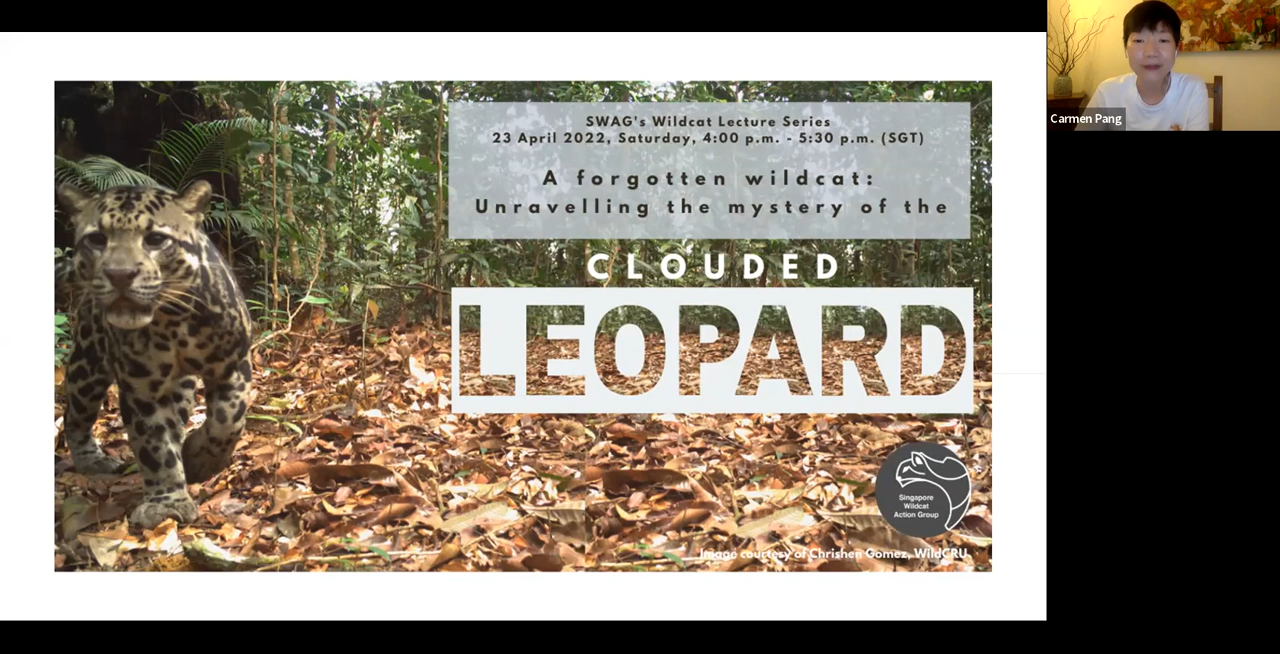 SWAG's Wildcat Lecture Series
23 April 2022, Saturday, 4:00 p.m. - 5:30 p.m. (SGT)
A forgotten wildcat:
Unravelling the mystery of the
CLOUDED
LEOPARD
Singapore
Wildcat
Action Group
Image courtesy of Chrishen Gomez, WildCRU
Carmen Pang